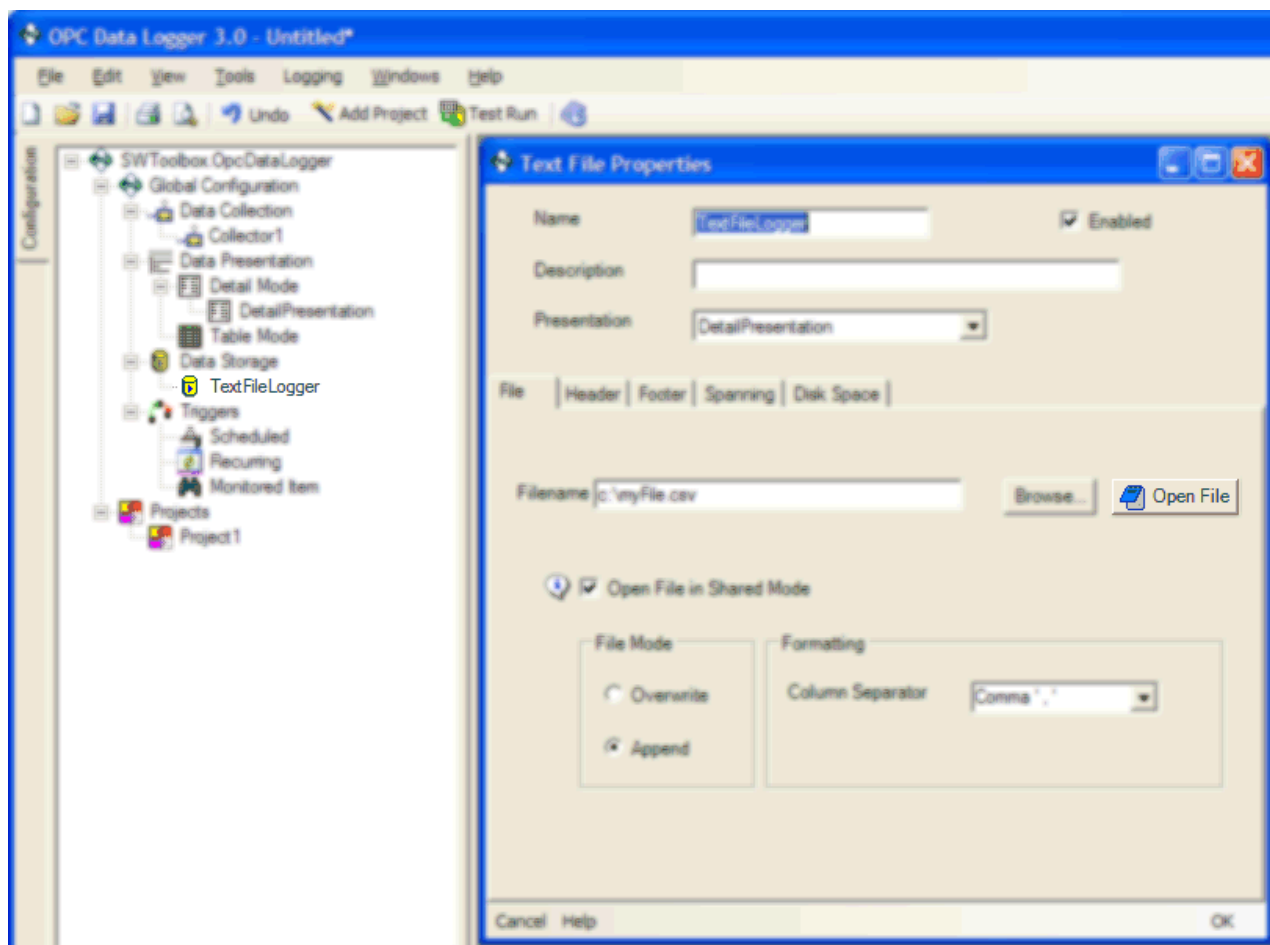 OPC Data Logger 3.0 - Untitled*
File Edit View Tools Logging Windows Help
Undo Add Project Test Run
Configuration
SWToolbox.OpcDataLogger
Global Configuration
Data Collection
Collector1
Data Presentation
Detail Mode
DetailPresentation
Table Mode
Data Storage
TextFileLogger
Triggers
Scheduled
Recurring
Monitored Item
Projects
Project1
Text File Properties
Name TextFileLogger Enabled
Description
Presentation DetailPresentation
File Header Footer Spanning Disk Space
Filename c:\myFile.csv Browse... Open File
Open File in Shared Mode
File Mode Formatting
Overwrite Column Separator Comma ' , '
Append
Cancel Help OK